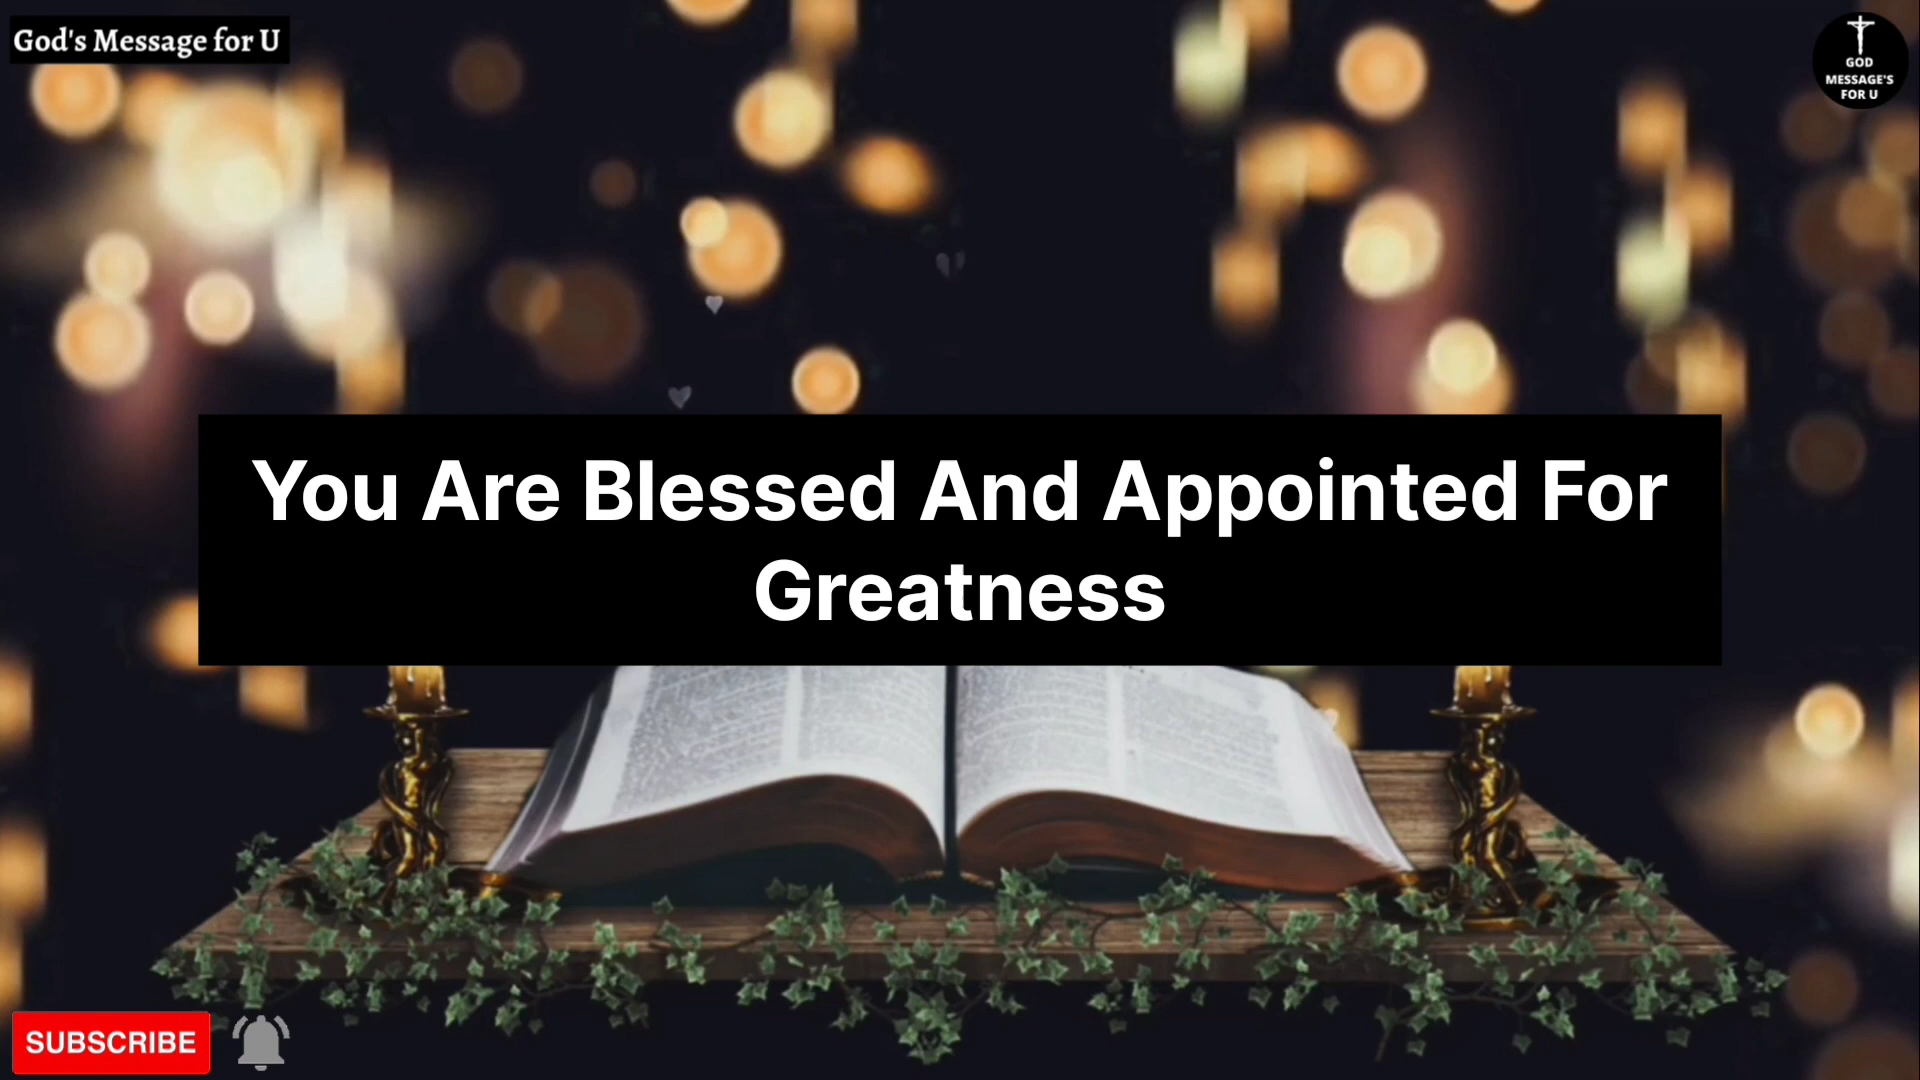 God's Message for U
GOD
MESSAGE'S
FOR U
You Are Blessed And Appointed For
Greatness
SUBSCRIBE